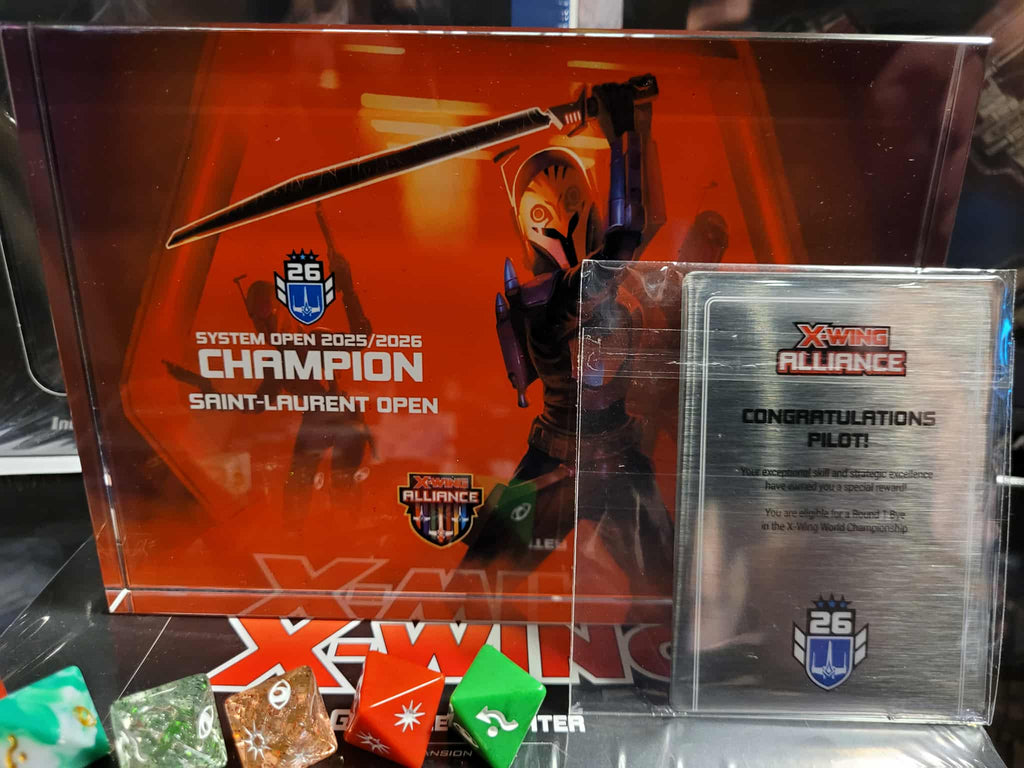 26
SYSTEM OPEN 2025/2026
CHAMPION
SAINT-LAURENT OPEN
X-WING
ALLIANCE
X-WING
ALLIANCE
CONGRATULATIONS
PILOT!
Your exceptional skill and strategic excellence
have earned you a special reward!
You are eligible for a Round 1 Bye
in the X-Wing World Championship
26
X-WING